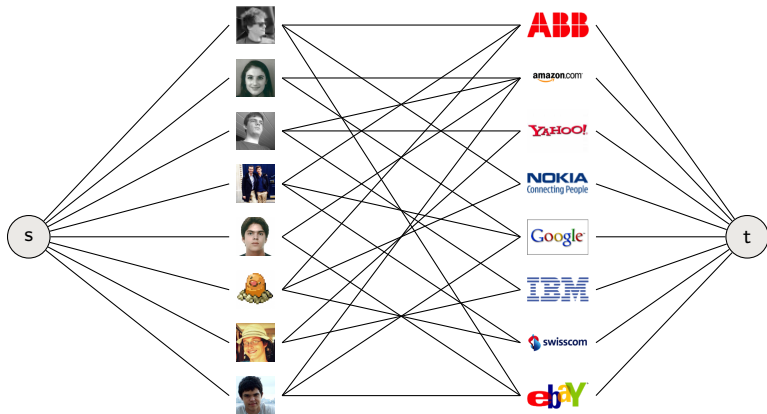 ABB
amazon.com
YAHOO!
NOKIA
Connecting People
s
Google
t
IBM
swisscom
ebaY